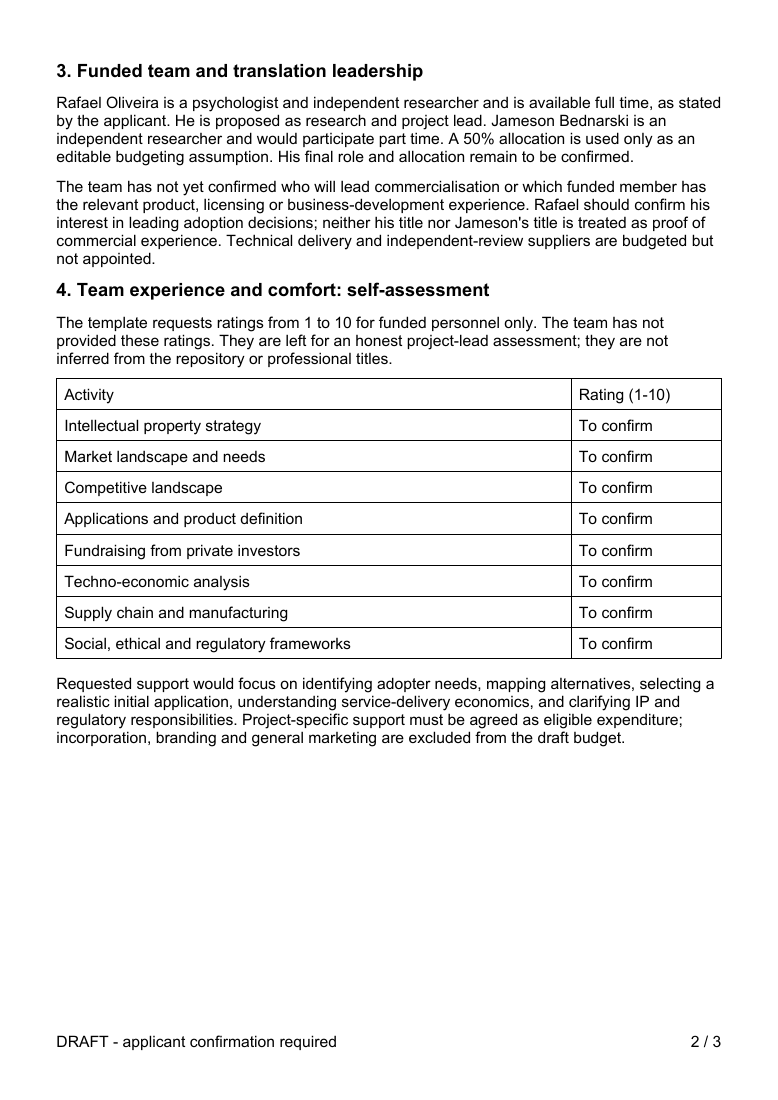 3. Funded team and translation leadership
Rafael Oliveira is a psychologist and independent researcher and is available full time, as stated
by the applicant. He is proposed as research and project lead. Jameson Bednarski is an
independent researcher and would participate part time. A 50% allocation is used only as an
editable budgeting assumption. His final role and allocation remain to be confirmed.
The team has not yet confirmed who will lead commercialisation or which funded member has
the relevant product, licensing or business-development experience. Rafael should confirm his
interest in leading adoption decisions; neither his title nor Jameson's title is treated as proof of
commercial experience. Technical delivery and independent-review suppliers are budgeted but
not appointed.
4. Team experience and comfort: self-assessment
The template requests ratings from 1 to 10 for funded personnel only. The team has not
provided these ratings. They are left for an honest project-lead assessment; they are not
inferred from the repository or professional titles.
Activity Rating (1-10)
Intellectual property strategy To confirm
Market landscape and needs To confirm
Competitive landscape To confirm
Applications and product definition To confirm
Fundraising from private investors To confirm
Techno-economic analysis To confirm
Supply chain and manufacturing To confirm
Social, ethical and regulatory frameworks To confirm
Requested support would focus on identifying adopter needs, mapping alternatives, selecting a
realistic initial application, understanding service-delivery economics, and clarifying IP and
regulatory responsibilities. Project-specific support must be agreed as eligible expenditure;
incorporation, branding and general marketing are excluded from the draft budget.
DRAFT - applicant confirmation required 2 / 3